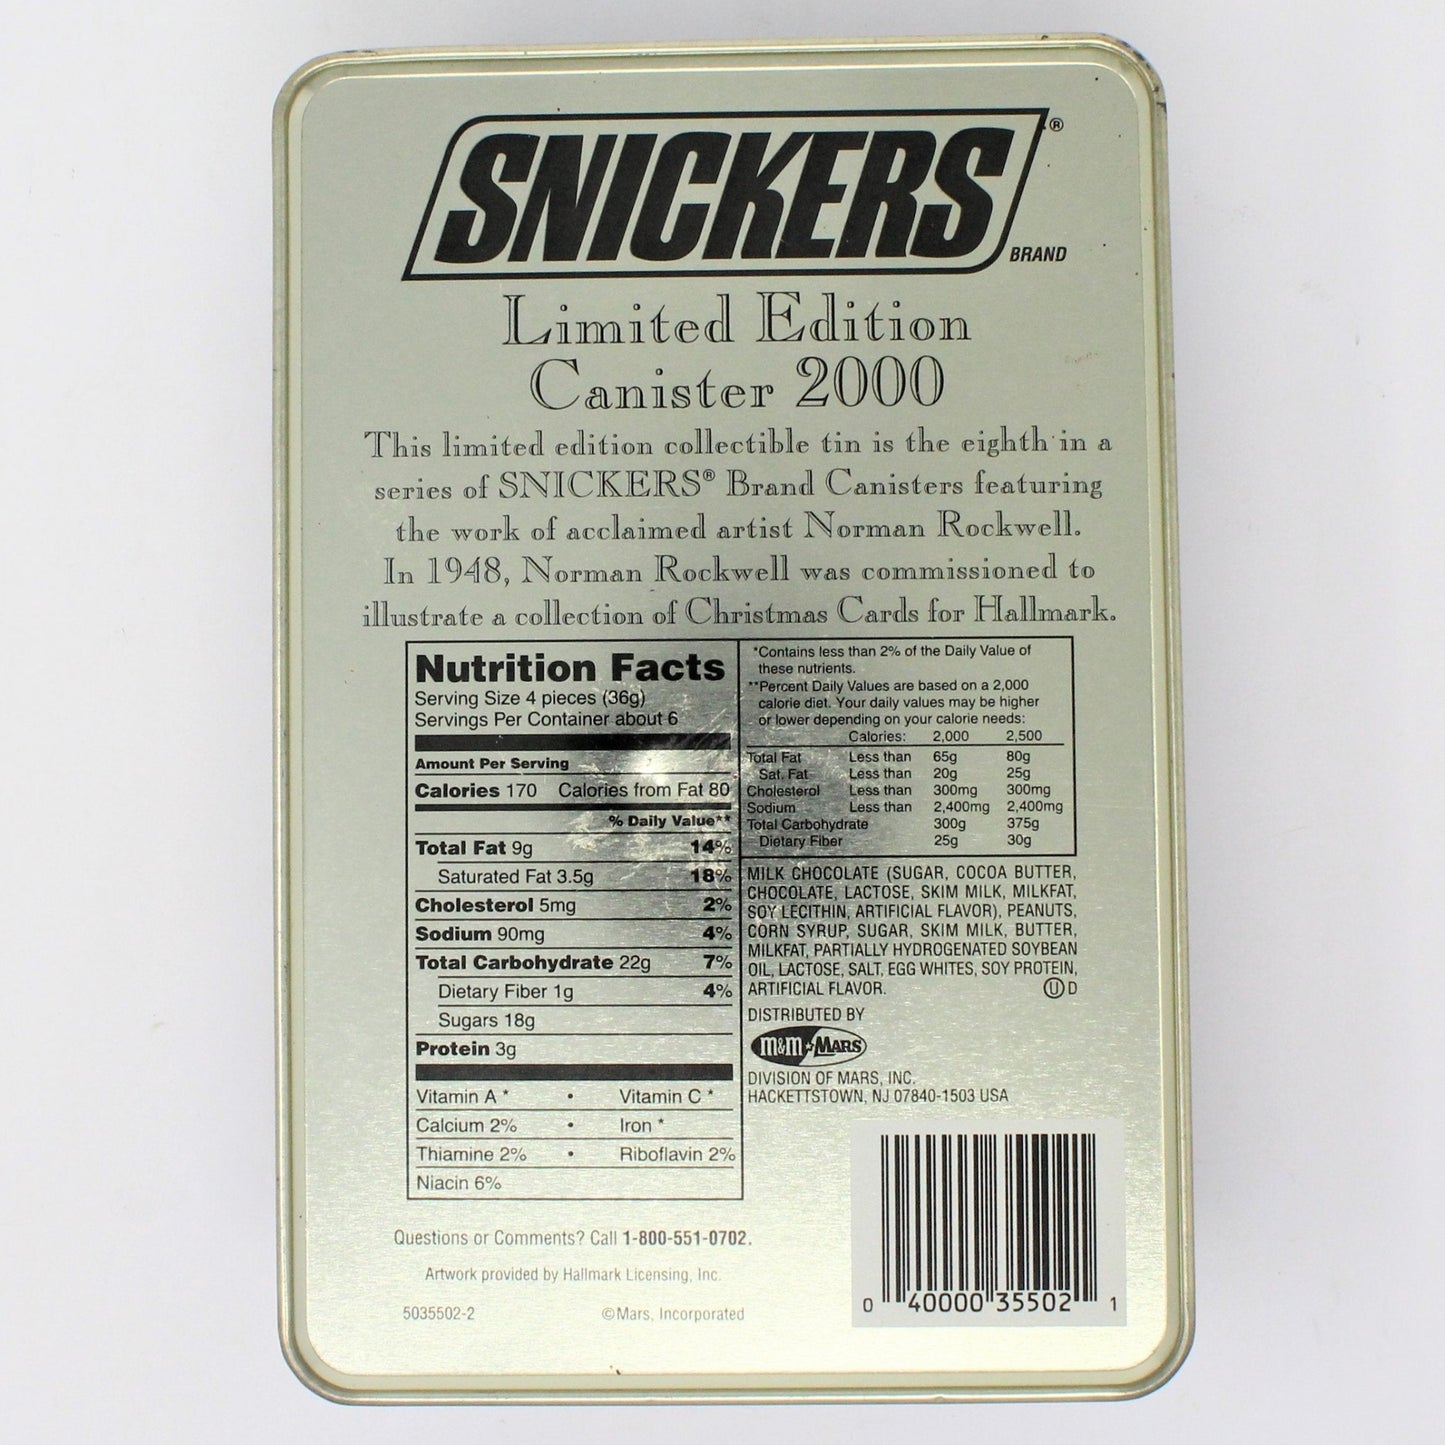 SNICKERS®
BRAND
Limited Edition
Canister 2000
This limited edition collectible tin is the eighth in a
series of SNICKERS® Brand Canisters featuring
the work of acclaimed artist Norman Rockwell.
In 1948, Norman Rockwell was commissioned to
illustrate a collection of Christmas Cards for Hallmark.
Nutrition Facts
Serving Size 4 pieces (36g)
Servings Per Container about 6
Amount Per Serving
Calories 170 Calories from Fat 80
% Daily Value**
Total Fat 9g 14%
Saturated Fat 3.5g 18%
Cholesterol 5mg 2%
Sodium 90mg 4%
Total Carbohydrate 22g 7%
Dietary Fiber 1g 4%
Sugars 18g
Protein 3g
Vitamin A * • Vitamin C *
Calcium 2% • Iron *
Thiamine 2% • Riboflavin 2%
Niacin 6%
*Contains less than 2% of the Daily Value of
these nutrients.
**Percent Daily Values are based on a 2,000
calorie diet. Your daily values may be higher
or lower depending on your calorie needs:
Calories: 2,000 2,500
Total Fat Less than 65g 80g
Sat. Fat Less than 20g 25g
Cholesterol Less than 300mg 300mg
Sodium Less than 2,400mg 2,400mg
Total Carbohydrate 300g 375g
Dietary Fiber 25g 30g
MILK CHOCOLATE (SUGAR, COCOA BUTTER,
CHOCOLATE, LACTOSE, SKIM MILK, MILKFAT,
SOY LECITHIN, ARTIFICIAL FLAVOR), PEANUTS,
CORN SYRUP, SUGAR, SKIM MILK, BUTTER,
MILKFAT, PARTIALLY HYDROGENATED SOYBEAN
OIL, LACTOSE, SALT, EGG WHITES, SOY PROTEIN,
ARTIFICIAL FLAVOR. Ⓤ D
DISTRIBUTED BY
m&m★MARS
DIVISION OF MARS, INC.
HACKETTSTOWN, NJ 07840-1503 USA
Questions or Comments? Call 1-800-551-0702.
Artwork provided by Hallmark Licensing, Inc.
5035502-2 ©Mars, Incorporated
0 40000 35502 1